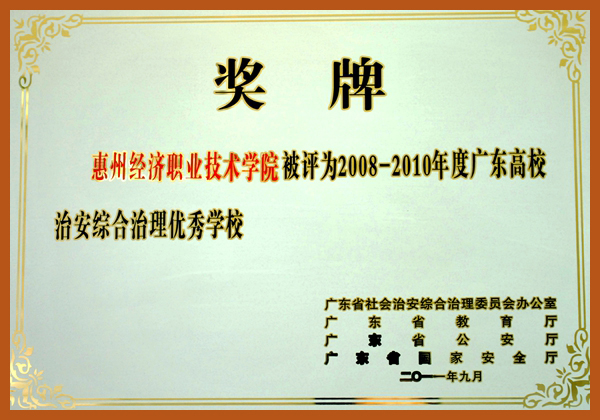 奖牌
惠州经济职业技术学院被评为2008-2010年度广东高校
治安综合治理优秀学校
广东省社会治安综合治理委员会办公室
广东省教育厅
广东省公安厅
广东省国家安全厅
二〇一一年九月